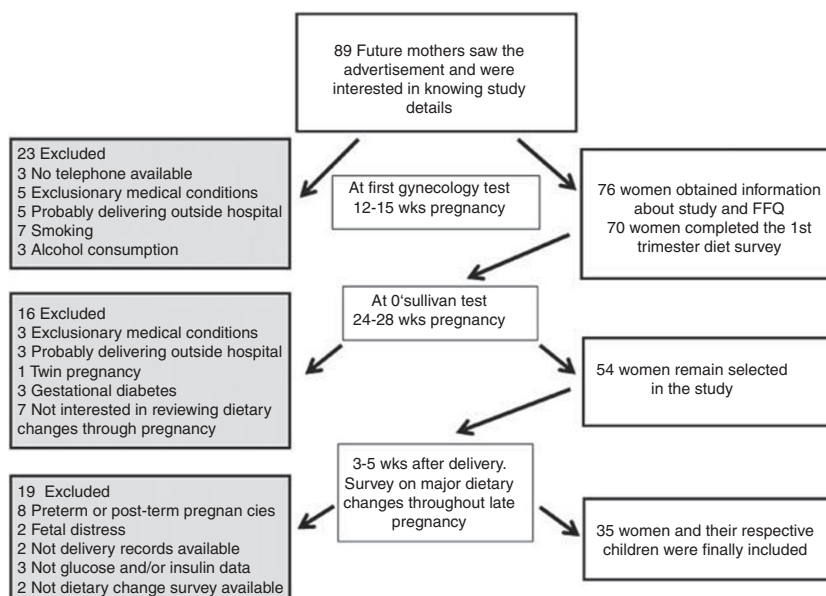 89 Future mothers saw the
advertisement and were
interested in knowing study
details
23 Excluded
3 No telephone available
5 Exclusionary medical conditions
5 Probably delivering outside hospital
7 Smoking
3 Alcohol consumption
At first gynecology test
12-15 wks pregnancy
76 women obtained information
about study and FFQ
70 women completed the 1st
trimester diet survey
At 0‘sullivan test
24-28 wks pregnancy
16 Excluded
3 Exclusionary medical conditions
3 Probably delivering outside hospital
1 Twin pregnancy
3 Gestational diabetes
7 Not interested in reviewing dietary
changes through pregnancy
54 women remain selected
in the study
3-5 wks after delivery.
Survey on major dietary
changes throughout late
pregnancy
19 Excluded
8 Preterm or post-term pregnan cies
2 Fetal distress
2 Not delivery records available
3 Not glucose and/or insulin data
2 Not dietary change survey available
35 women and their respective
children were finally included